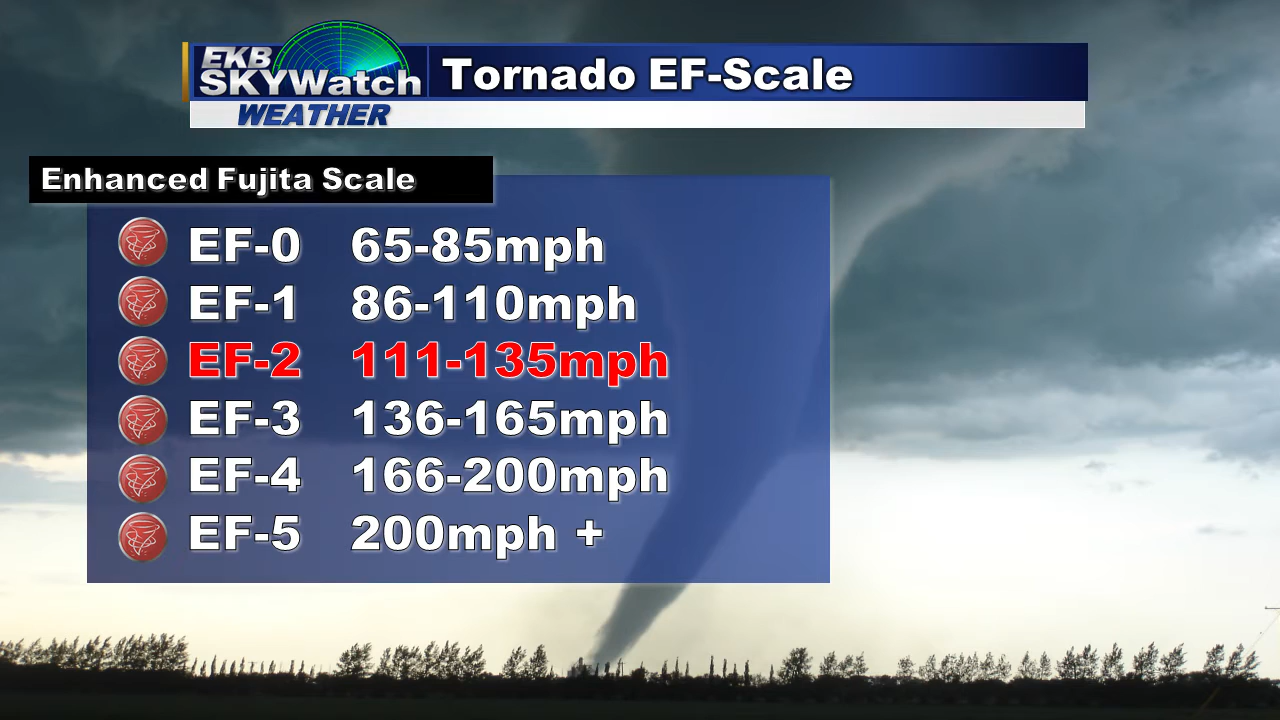 EKB
SKYWatch
WEATHER
Tornado EF-Scale
Enhanced Fujita Scale
EF-0 65-85mph
EF-1 86-110mph
EF-2 111-135mph
EF-3 136-165mph
EF-4 166-200mph
EF-5 200mph +